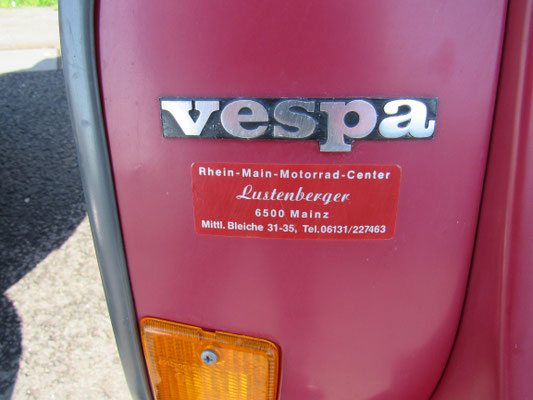 vespa
Rhein-Main-Motorrad-Center
Lustenberger
6500 Mainz
Mittl. Bleiche 31-35, Tel. 06131/227463